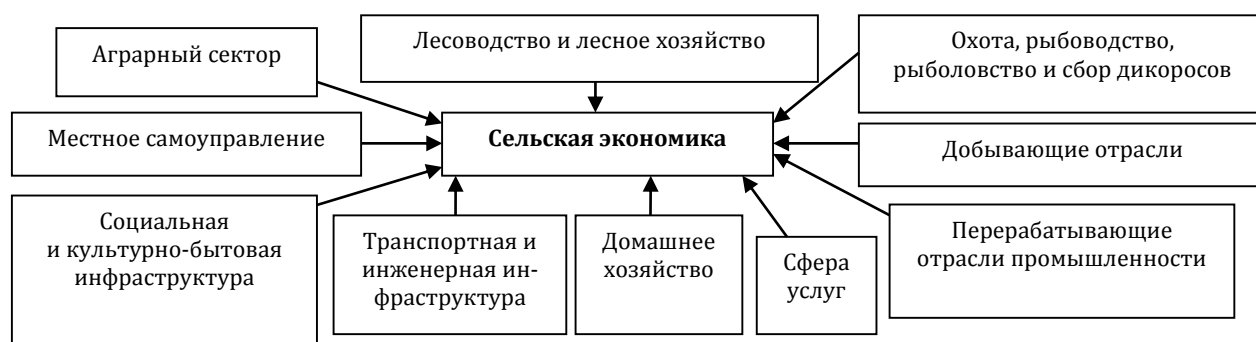 Аграрный сектор
Лесоводство и лесное хозяйство
Охота, рыбоводство,
рыболовство и сбор дикоросов
Местное самоуправление
Сельская экономика
Добывающие отрасли
Социальная
и культурно-бытовая
инфраструктура
Транспортная и
инженерная ин-
фраструктура
Домашнее
хозяйство
Сфера
услуг
Перерабатывающие
отрасли промышленности